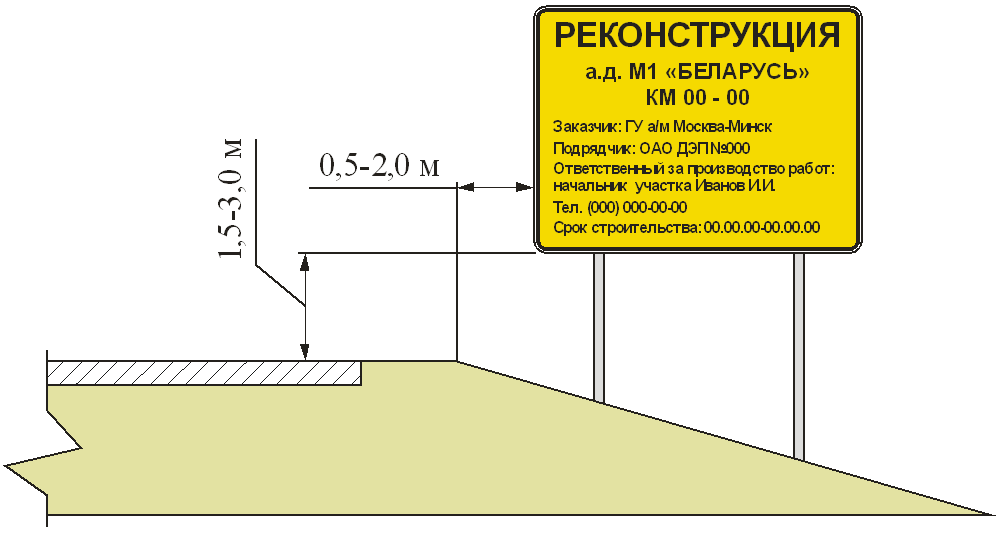 РЕКОНСТРУКЦИЯ
а.д. М1 «БЕЛАРУСЬ»
КМ 00 - 00
Заказчик: ГУ а/м Москва-Минск
Подрядчик: ОАО ДЭП №000
Ответственный за производство работ:
начальник участка Иванов И.И.
Тел. (000) 000-00-00
Срок строительства: 00.00.00-00.00.00
0,5-2,0 м
1,5-3,0 м